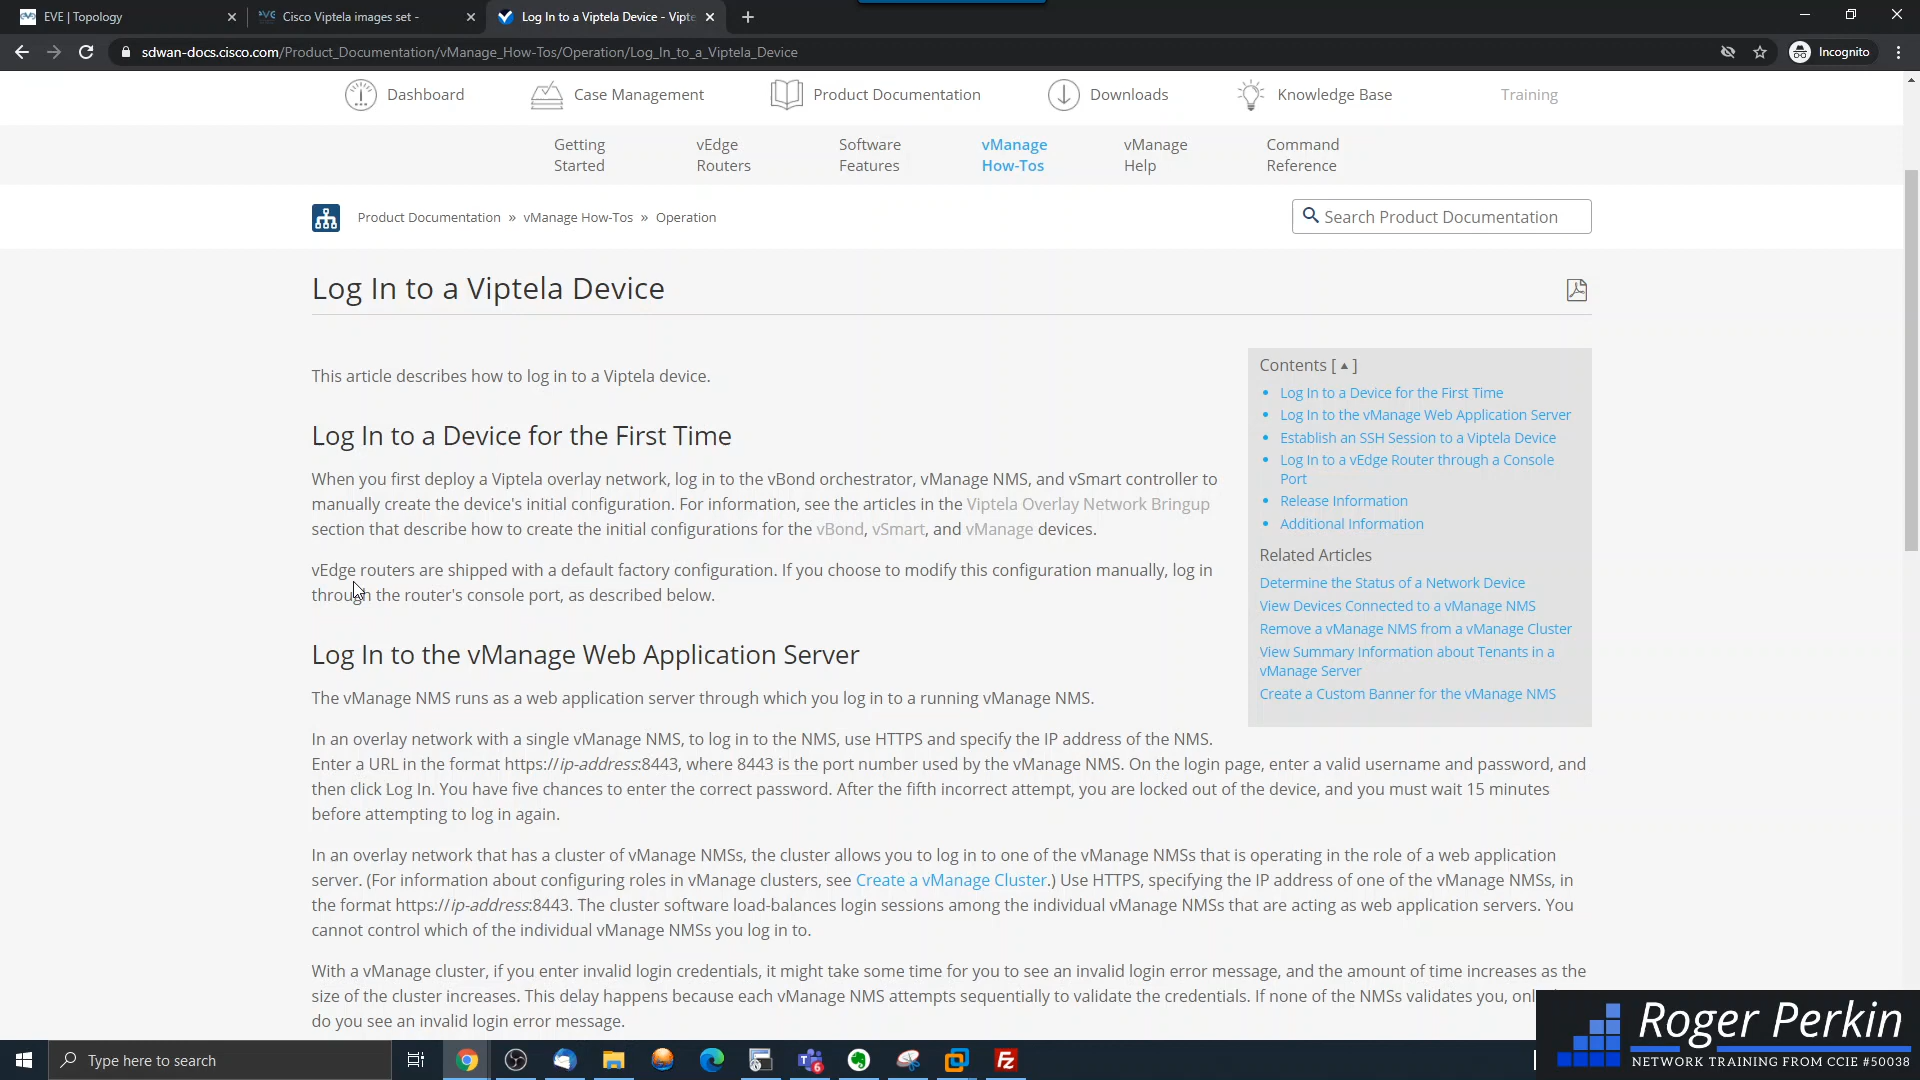 EVE | Topology
Cisco Viptela images set -
Log In to a Viptela Device - Vipte
sdwan-docs.cisco.com/Product_Documentation/vManage_How-Tos/Operation/Log_In_to_a_Viptela_Device
Incognito
Dashboard
Case Management
Product Documentation
Downloads
Knowledge Base
Training
Getting
Started
vEdge
Routers
Software
Features
vManage
How-Tos
vManage
Help
Command
Reference
Product Documentation » vManage How-Tos » Operation
Search Product Documentation
Log In to a Viptela Device
This article describes how to log in to a Viptela device.
Log In to a Device for the First Time
When you first deploy a Viptela overlay network, log in to the vBond orchestrator, vManage NMS, and vSmart controller to
manually create the device's initial configuration. For information, see the articles in the Viptela Overlay Network Bringup
section that describe how to create the initial configurations for the vBond, vSmart, and vManage devices.
vEdge routers are shipped with a default factory configuration. If you choose to modify this configuration manually, log in
through the router's console port, as described below.
Contents [ ▲ ]
• Log In to a Device for the First Time
• Log In to the vManage Web Application Server
• Establish an SSH Session to a Viptela Device
• Log In to a vEdge Router through a Console
Port
• Release Information
• Additional Information
Related Articles
Determine the Status of a Network Device
View Devices Connected to a vManage NMS
Remove a vManage NMS from a vManage Cluster
View Summary Information about Tenants in a
vManage Server
Create a Custom Banner for the vManage NMS
Log In to the vManage Web Application Server
The vManage NMS runs as a web application server through which you log in to a running vManage NMS.
In an overlay network with a single vManage NMS, to log in to the NMS, use HTTPS and specify the IP address of the NMS.
Enter a URL in the format https://ip-address:8443, where 8443 is the port number used by the vManage NMS. On the login page, enter a valid username and password, and
then click Log In. You have five chances to enter the correct password. After the fifth incorrect attempt, you are locked out of the device, and you must wait 15 minutes
before attempting to log in again.
In an overlay network that has a cluster of vManage NMSs, the cluster allows you to log in to one of the vManage NMSs that is operating in the role of a web application
server. (For information about configuring roles in vManage clusters, see Create a vManage Cluster.) Use HTTPS, specifying the IP address of one of the vManage NMSs, in
the format https://ip-address:8443. The cluster software load-balances login sessions among the individual vManage NMSs that are acting as web application servers. You
cannot control which of the individual vManage NMSs you log in to.
With a vManage cluster, if you enter invalid login credentials, it might take some time for you to see an invalid login error message, and the amount of time increases as the
size of the cluster increases. This delay happens because each vManage NMS attempts sequentially to validate the credentials. If none of the NMSs validates you,
do you see an invalid login error message.
Roger Perkin
NETWORK TRAINING FROM CCIE #50038
Type here to search